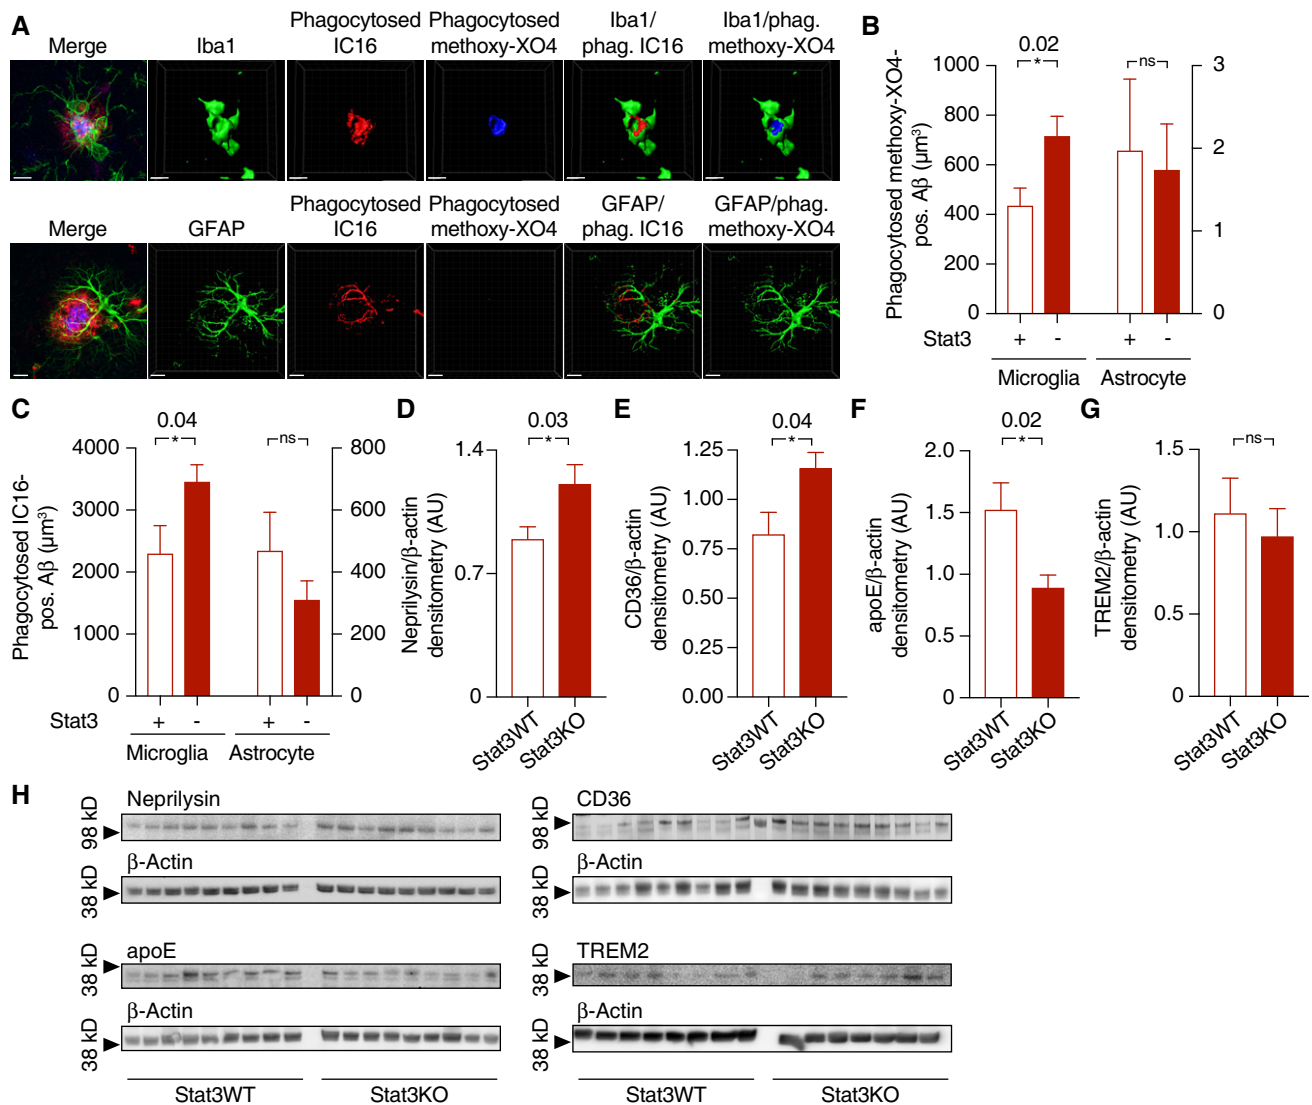 A
Merge
Iba1
Phagocytosed
IC16
Phagocytosed
methoxy-XO4
Iba1/
phag. IC16
Iba1/phag.
methoxy-XO4
Merge
GFAP
Phagocytosed
IC16
Phagocytosed
methoxy-XO4
GFAP/
phag. IC16
GFAP/phag.
methoxy-XO4
B
Phagocytosed methoxy-XO4-
pos. Aβ (μm³)
1000
800
600
400
200
0
0.02
*
ns
3
2
1
0
Stat3
+
-
+
-
Microglia
Astrocyte
C
Phagocytosed IC16-
pos. Aβ (μm³)
4000
3000
2000
1000
0
0.04
*
ns
800
600
400
200
0
Stat3
+
-
+
-
Microglia
Astrocyte
D
Neprilysin/β-actin
densitometry (AU)
1.4
0.7
0
0.03
*
Stat3WT
Stat3KO
E
CD36/β-actin
densitometry (AU)
1.25
1.00
0.75
0.50
0.25
0.00
0.04
*
Stat3WT
Stat3KO
F
apoE/β-actin
densitometry (AU)
2.0
1.5
1.0
0.5
0
0.02
*
Stat3WT
Stat3KO
G
TREM2/β-actin
densitometry (AU)
1.5
1.0
0.5
0
ns
Stat3WT
Stat3KO
H
Neprilysin
98 kD
β-Actin
38 kD
apoE
38 kD
β-Actin
38 kD
Stat3WT
Stat3KO
CD36
98 kD
β-Actin
38 kD
TREM2
38 kD
β-Actin
38 kD
Stat3WT
Stat3KO